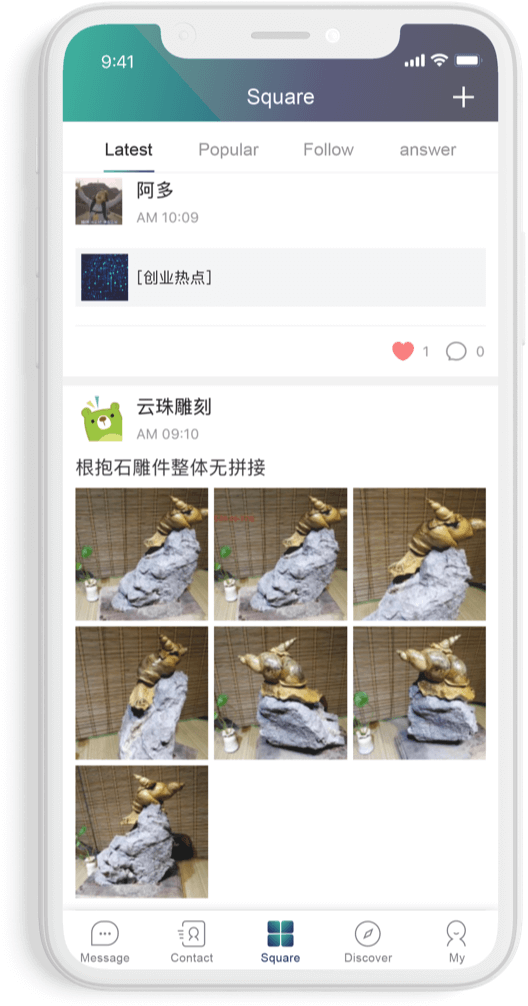 9:41
Square
Latest
Popular
Follow
answer
阿多
AM 10:09
[创业热点]
1
0
云珠雕刻
AM 09:10
根抱石雕件整体无拼接
Message
Contact
Square
Discover
My